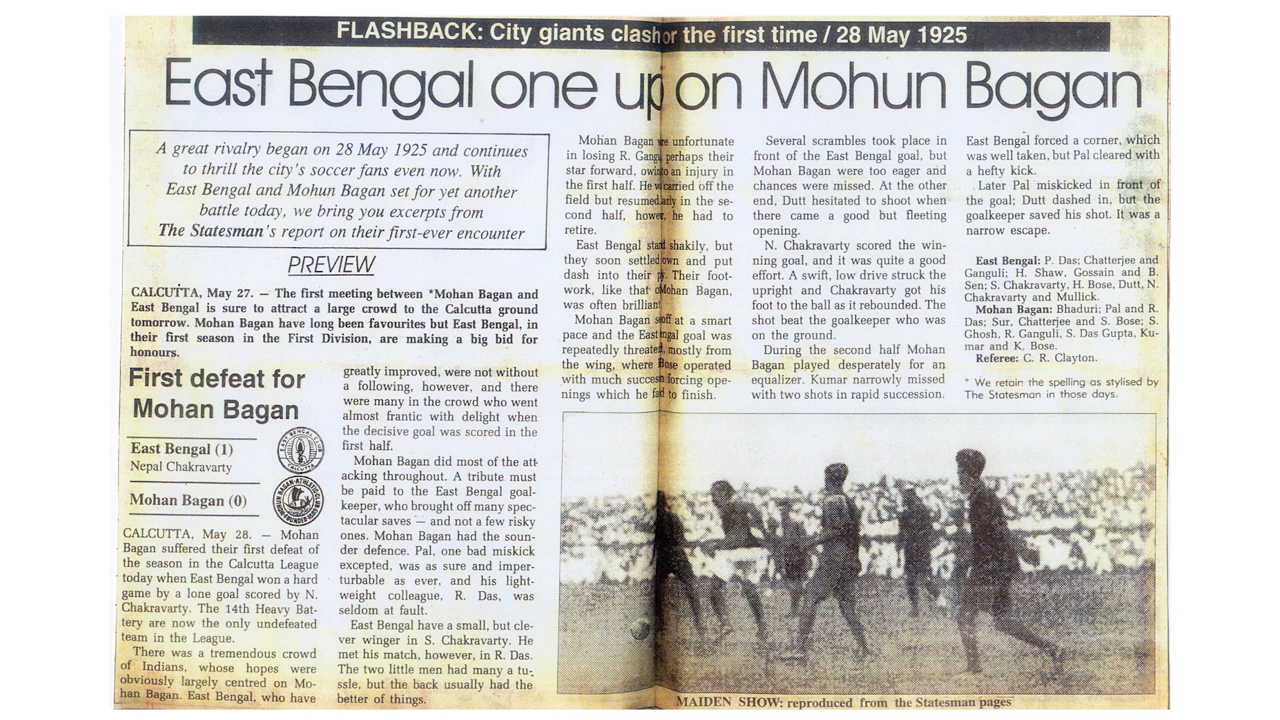 FLASHBACK: City giants clash or the first time / 28 May 1925
East Bengal one up on Mohun Bagan
A great rivalry began on 28 May 1925 and continues
to thrill the city's soccer fans even now. With
East Bengal and Mohun Bagan set for yet another
battle today, we bring you excerpts from
The Statesman's report on their first-ever encounter
PREVIEW
CALCUTTA, May 27. — The first meeting between *Mohan Bagan and
East Bengal is sure to attract a large crowd to the Calcutta ground
tomorrow. Mohan Bagan have long been favourites but East Bengal, in
their first season in the First Division, are making a big bid for
honours.
First defeat for
Mohan Bagan
East Bengal (1)
Nepal Chakravarty
Mohan Bagan (0)
CALCUTTA, May 28. — Mohan
Bagan suffered their first defeat of
the season in the Calcutta League
today when East Bengal won a hard
game by a lone goal scored by N.
Chakravarty. The 14th Heavy Bat-
tery are now the only undefeated
team in the League.
There was a tremendous crowd
of Indians, whose hopes were
obviously largely centred on Mo-
han Bagan. East Bengal, who have
greatly improved, were not without
a following, however, and there
were many in the crowd who went
almost frantic with delight when
the decisive goal was scored in the
first half.
Mohan Bagan did most of the att-
acking throughout. A tribute must
be paid to the East Bengal goal-
keeper, who brought off many spec-
tacular saves — and not a few risky
ones. Mohan Bagan had the soun-
der defence. Pal, one bad miskick
excepted, was as sure and imper-
turbable as ever, and his light-
weight colleague, R. Das, was
seldom at fault.
East Bengal have a small, but cle-
ver winger in S. Chakravarty. He
met his match, however, in R. Das.
The two little men had many a tu-
ssle, but the back usually had the
better of things.
Mohan Bagan unfortunate
in losing R. perhaps their
star forward, an injury in
the first half. He carried off the
field but resumed in the se-
cond half, he had to
retire.
East Bengal shakily, but
they soon settled and put
dash into their Their foot-
work, like that Mohan Bagan,
was often brilliant
Mohan Bagan at a smart
pace and the East goal was
repeatedly mostly from
the wing, where Bose operated
with much forcing ope-
nings which he to finish.
Several scrambles took place in
front of the East Bengal goal, but
Mohan Bagan were too eager and
chances were missed. At the other
end, Dutt hesitated to shoot when
there came a good but fleeting
opening.
N. Chakravarty scored the win-
ning goal, and it was quite a good
effort. A swift, low drive struck the
upright and Chakravarty got his
foot to the ball as it rebounded. The
shot beat the goalkeeper who was
on the ground.
During the second half Mohan
Bagan played desperately for an
equalizer. Kumar narrowly missed
with two shots in rapid succession.
East Bengal forced a corner, which
was well taken, but Pal cleared with
a hefty kick.
Later Pal miskicked in front of
the goal; Dutt dashed in, but the
goalkeeper saved his shot. It was a
narrow escape.
East Bengal: P. Das; Chatterjee and
Ganguli; H. Shaw, Gossain and B.
Sen; S. Chakravarty, H. Bose, Dutt, N.
Chakravarty and Mullick.
Mohan Bagan: Bhaduri; Pal and R.
Das; Sur, Chatterjee and S. Bose; S.
Ghosh, R. Ganguli, S. Das Gupta, Ku-
mar and K. Bose.
Referee: C. R. Clayton.
* We retain the spelling as stylised by
The Statesman in those days.
MAIDEN SHOW: reproduced from the Statesman pages